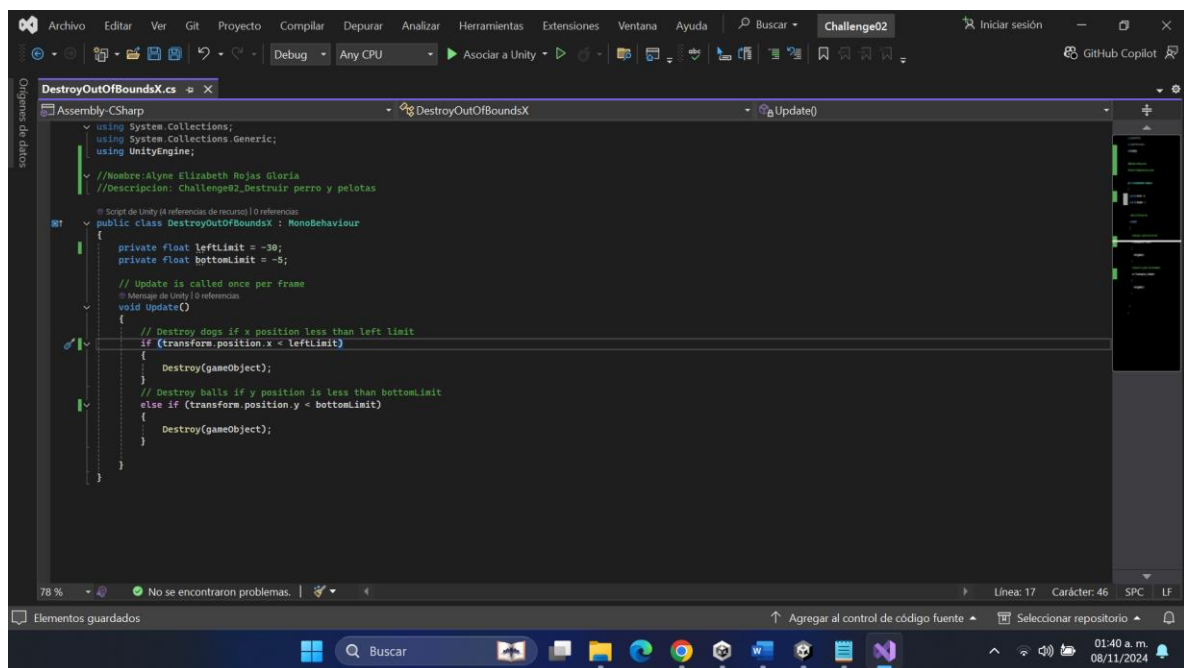 Archivo Editar Ver Git Proyecto Compilar Depurar Analizar Herramientas Extensiones Ventana Ayuda Buscar Challenge02 Iniciar sesión
Debug Any CPU Asociar a Unity GitHub Copilot
Orígenes de datos
DestroyOutOfBoundsX.cs
Assembly-CSharp DestroyOutOfBoundsX Update()
using System.Collections;
using System.Collections.Generic;
using UnityEngine;
//Nombre:Alyne Elizabeth Rojas Gloria
//Descripcion: Challenge02_Destruir perro y pelotas
Script de Unity (4 referencias de recurso) | 0 referencias
public class DestroyOutOfBoundsX : MonoBehaviour
{
private float leftLimit = -30;
private float bottomLimit = -5;
// Update is called once per frame
Mensaje de Unity | 0 referencias
void Update()
{
// Destroy dogs if x position less than left limit
if (transform.position.x < leftLimit)
{
Destroy(gameObject);
}
// Destroy balls if y position is less than bottomLimit
else if (transform.position.y < bottomLimit)
{
Destroy(gameObject);
}
}
}
78 % No se encontraron problemas. Línea: 17 Carácter: 46 SPC LF
Elementos guardados Agregar al control de código fuente Seleccionar repositorio
Buscar 01:40 a. m.
08/11/2024